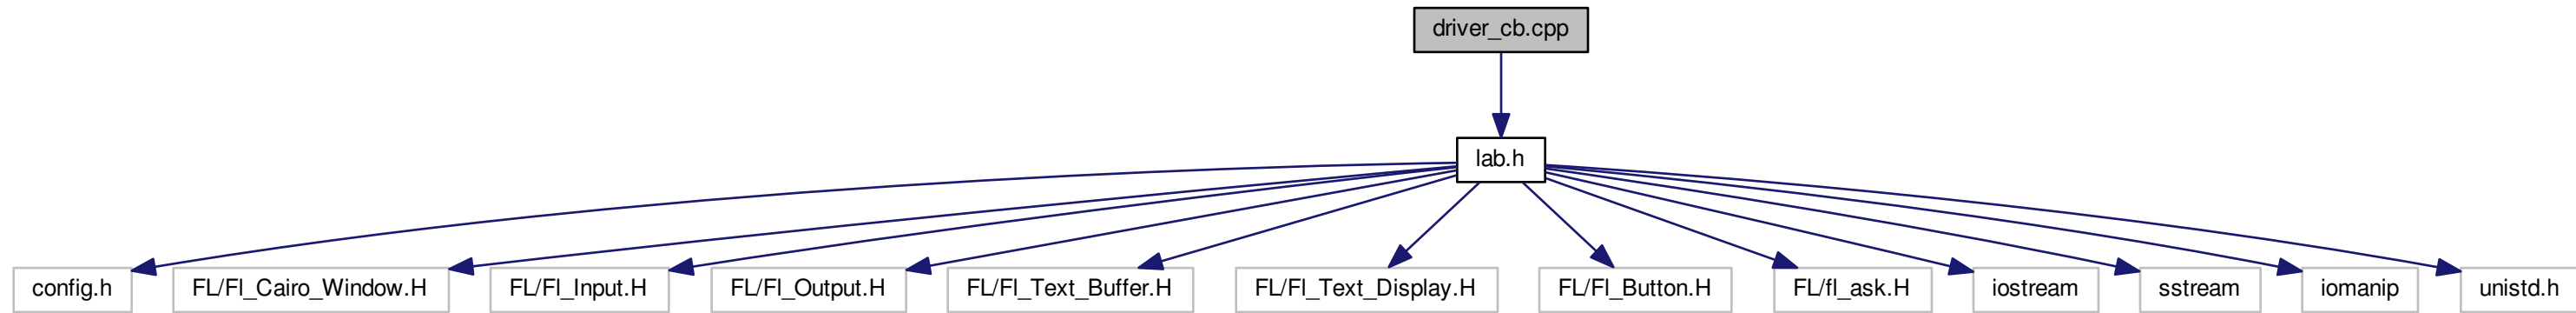 driver_cb.cpp
lab.h
config.h
FL/Fl_Cairo_Window.H
FL/Fl_Input.H
FL/Fl_Output.H
FL/Fl_Text_Buffer.H
FL/Fl_Text_Display.H
FL/Fl_Button.H
FL/fl_ask.H
iostream
sstream
iomanip
unistd.h